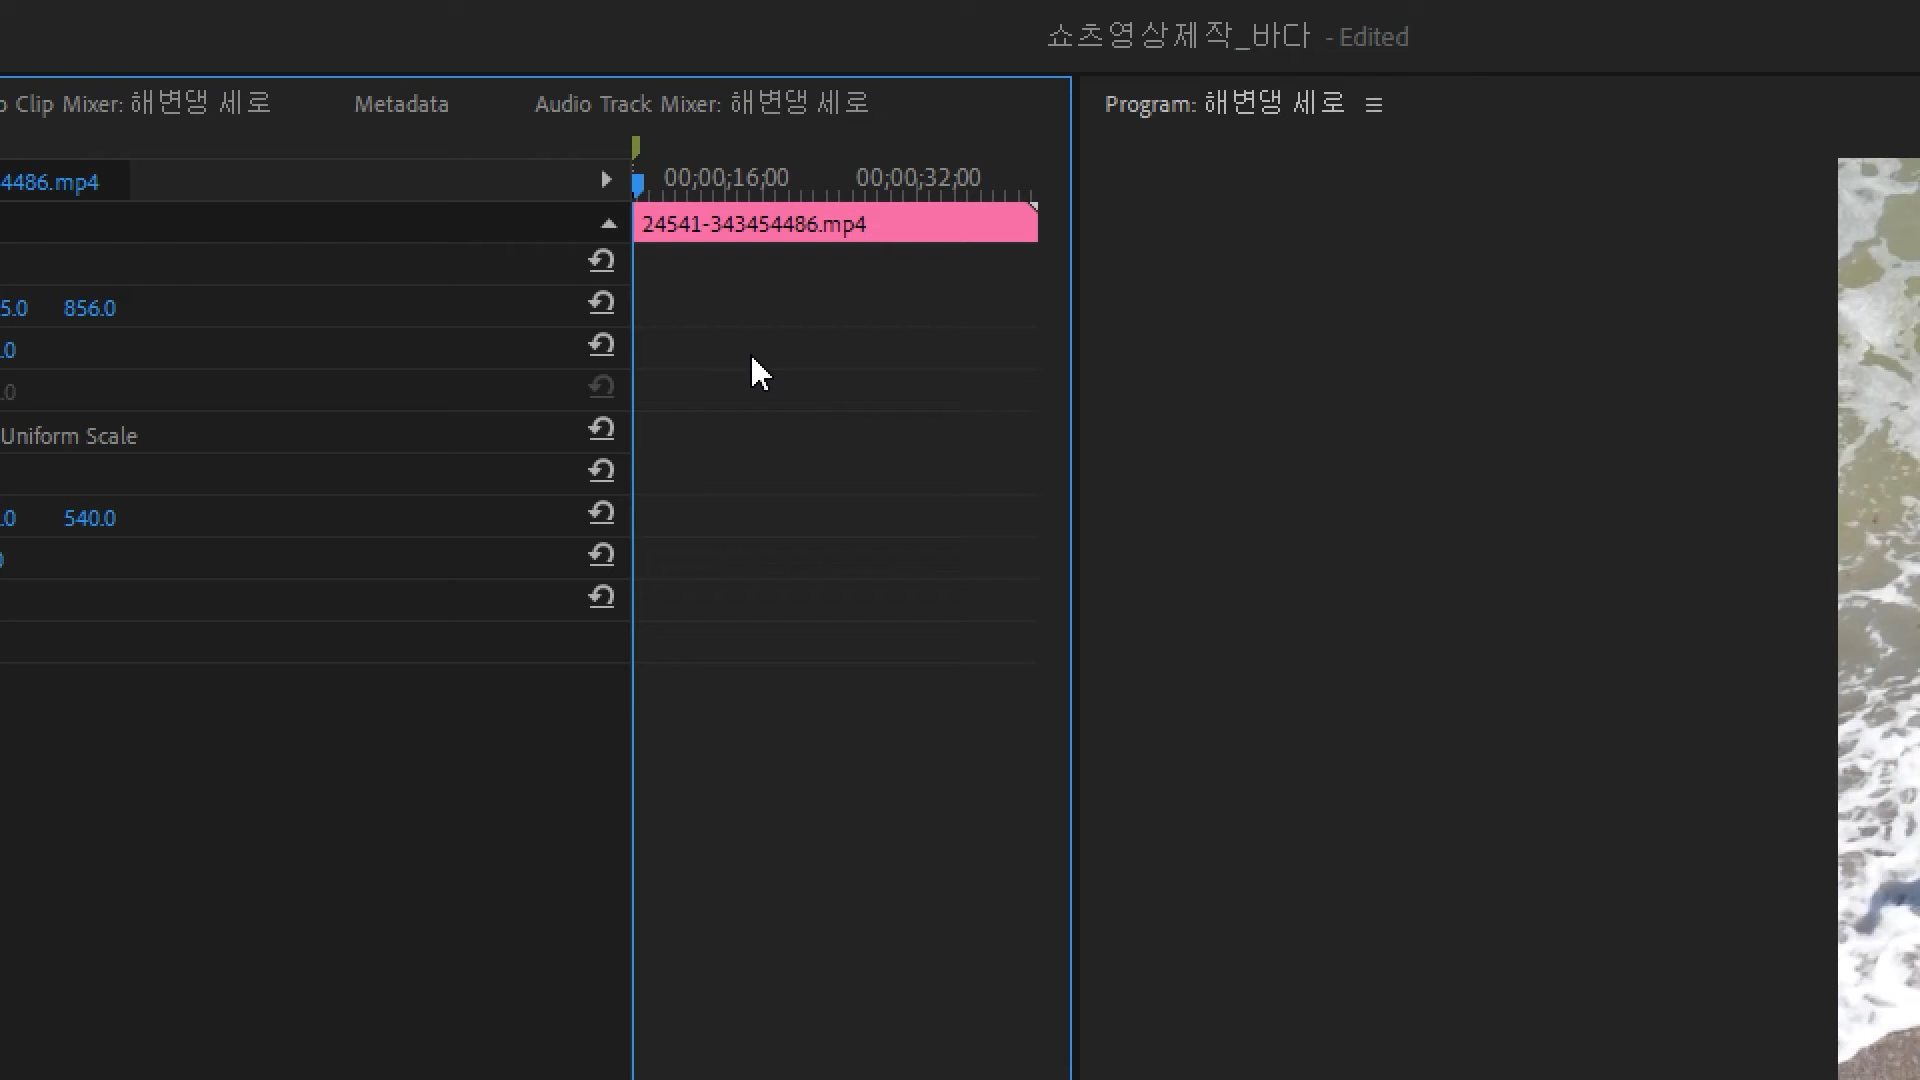 쇼츠영상제작_바다 - Edited
o Clip Mixer: 해변댕 세로 Metadata Audio Track Mixer: 해변댕 세로 Program: 해변댕 세로
4486.mp4 00;00;16;00 00;00;32;00
24541-343454486.mp4
5.0 856.0
.0
.0
Uniform Scale
.0 540.0